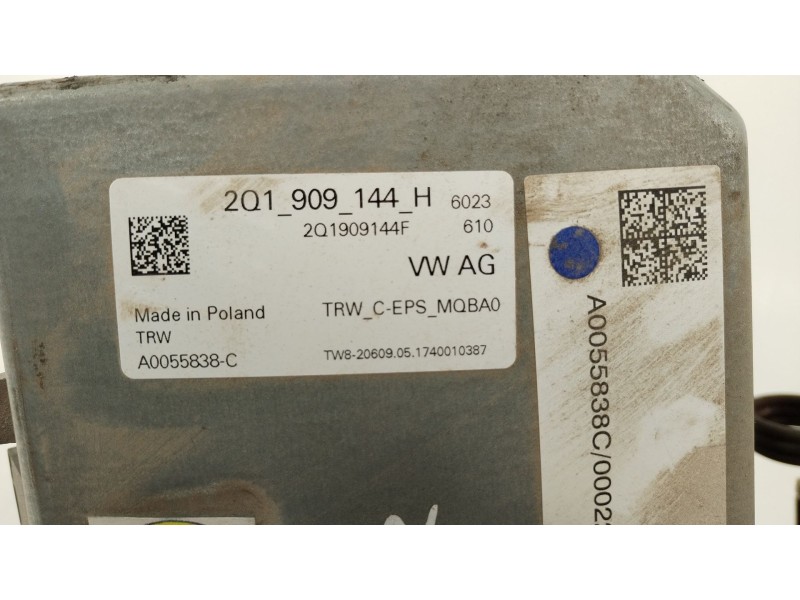 2Q1_909_144_H 6023
2Q1909144F 610
VW AG
Made in Poland TRW_C-EPS_MQBA0
TRW
A0055838-C TW8-20609.05.1740010387
A0055838C/0002